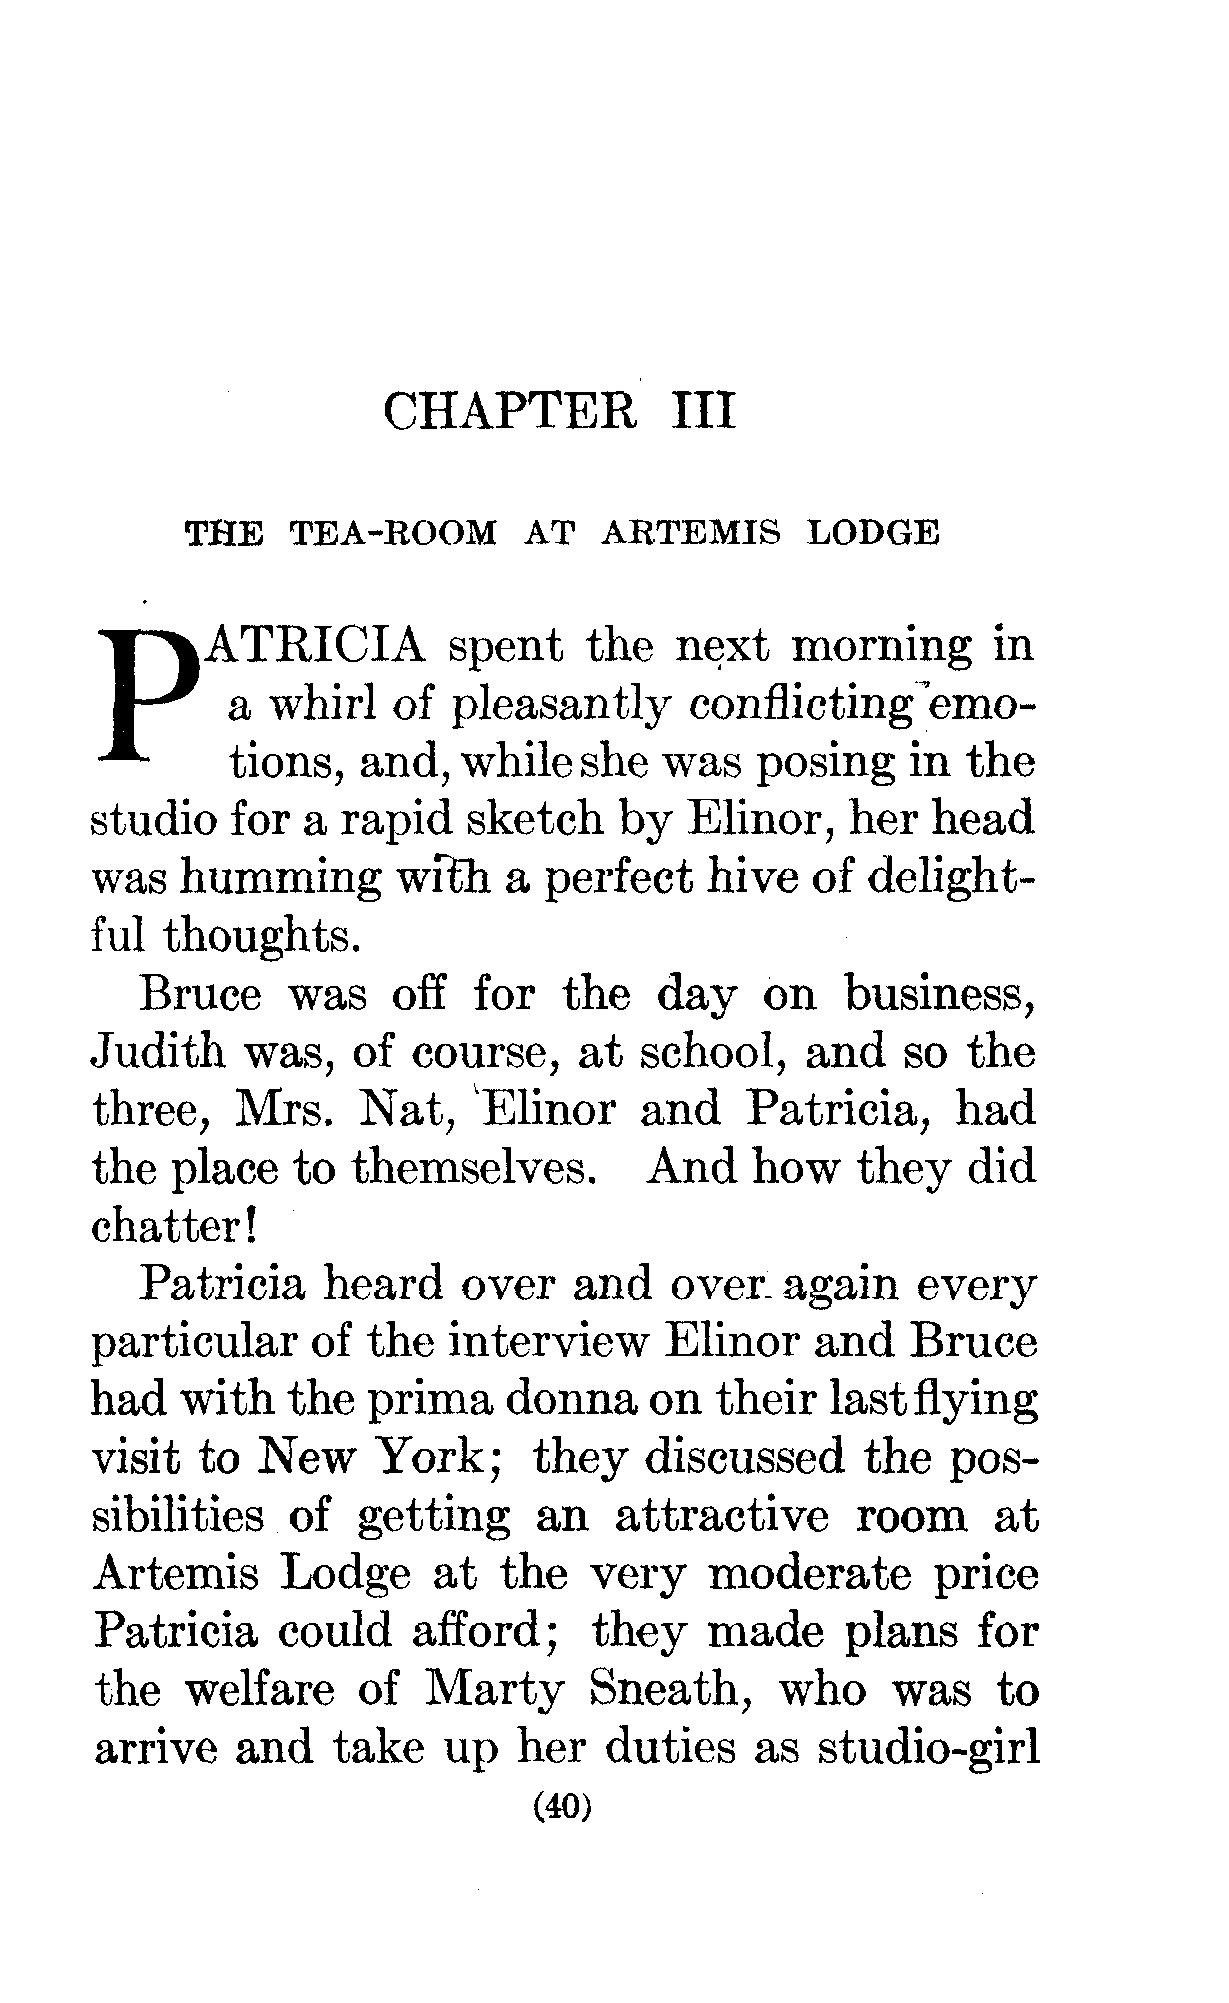 CHAPTER III
THE TEA-ROOM AT ARTEMIS LODGE
PATRICIA spent the next morning in
a whirl of pleasantly conflicting emo-
tions, and, while she was posing in the
studio for a rapid sketch by Elinor, her head
was humming with a perfect hive of delight-
ful thoughts.
Bruce was off for the day on business,
Judith was, of course, at school, and so the
three, Mrs. Nat, Elinor and Patricia, had
the place to themselves. And how they did
chatter!
Patricia heard over and over again every
particular of the interview Elinor and Bruce
had with the prima donna on their last flying
visit to New York; they discussed the pos-
sibilities of getting an attractive room at
Artemis Lodge at the very moderate price
Patricia could afford; they made plans for
the welfare of Marty Sneath, who was to
arrive and take up her duties as studio-girl
(40)